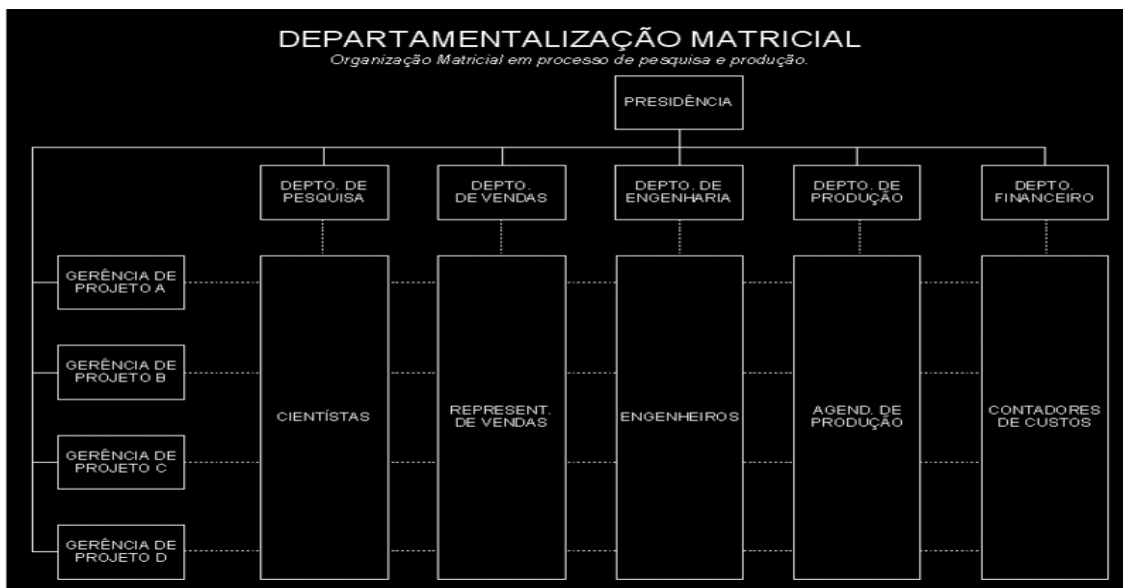 DEPARTAMENTALIZAÇÃO MATRICIAL
Organização Matricial em processo de pesquisa e produção.
PRESIDÊNCIA
DEPTO. DE
PESQUISA
DEPTO.
DE VENDAS
DEPTO. DE
ENGENHARIA
DEPTO. DE
PRODUÇÃO
DEPTO.
FINANCEIRO
GERÊNCIA DE
PROJETO A
GERÊNCIA DE
PROJETO B
GERÊNCIA DE
PROJETO C
GERÊNCIA DE
PROJETO D
CIENTÍSTAS
REPRESENT.
DE VENDAS
ENGENHEIROS
AGEND. DE
PRODUÇÃO
CONTADORES
DE CUSTOS